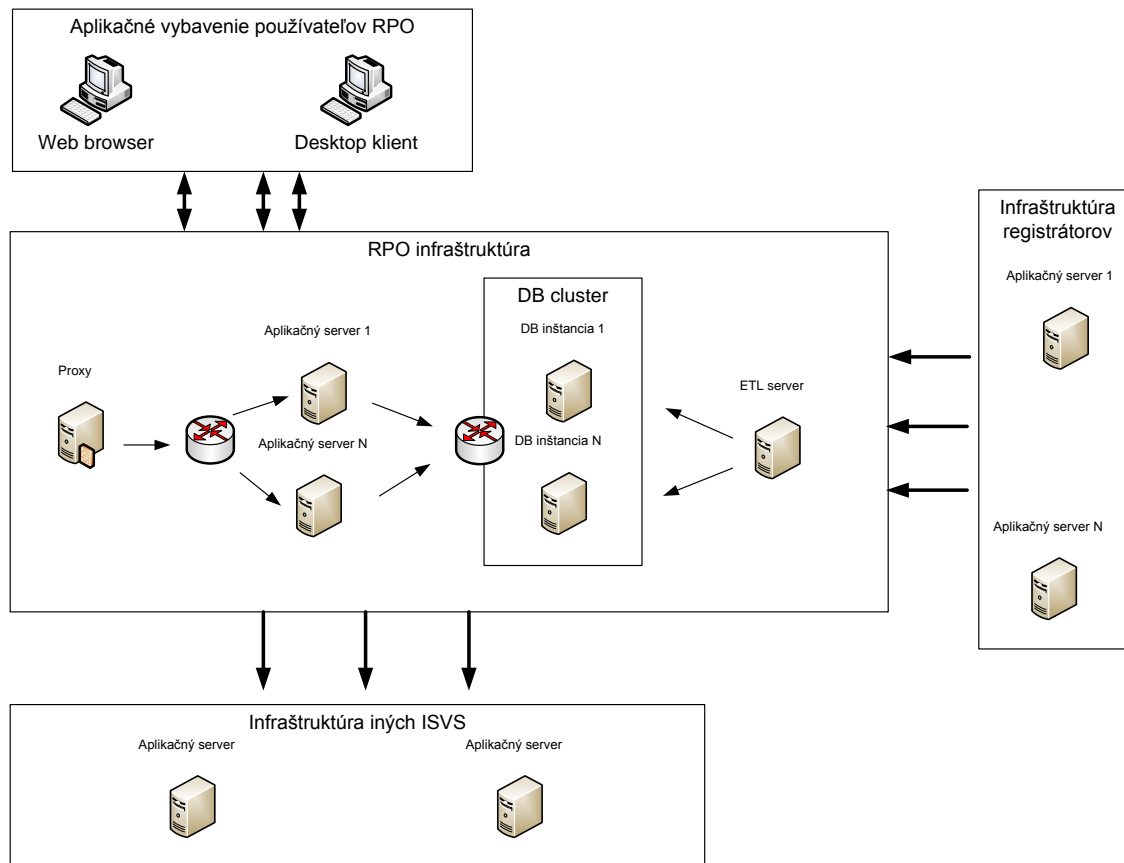 Aplikačné vybavenie používateľov RPO
Web browser
Desktop klient
RPO infraštruktúra
Infraštruktúra
registrátorov
DB cluster
Aplikačný server 1
Aplikačný server 1
DB inštancia 1
Proxy
ETL server
Aplikačný server N
DB inštancia N
Aplikačný server N
Infraštruktúra iných ISVS
Aplikačný server
Aplikačný server